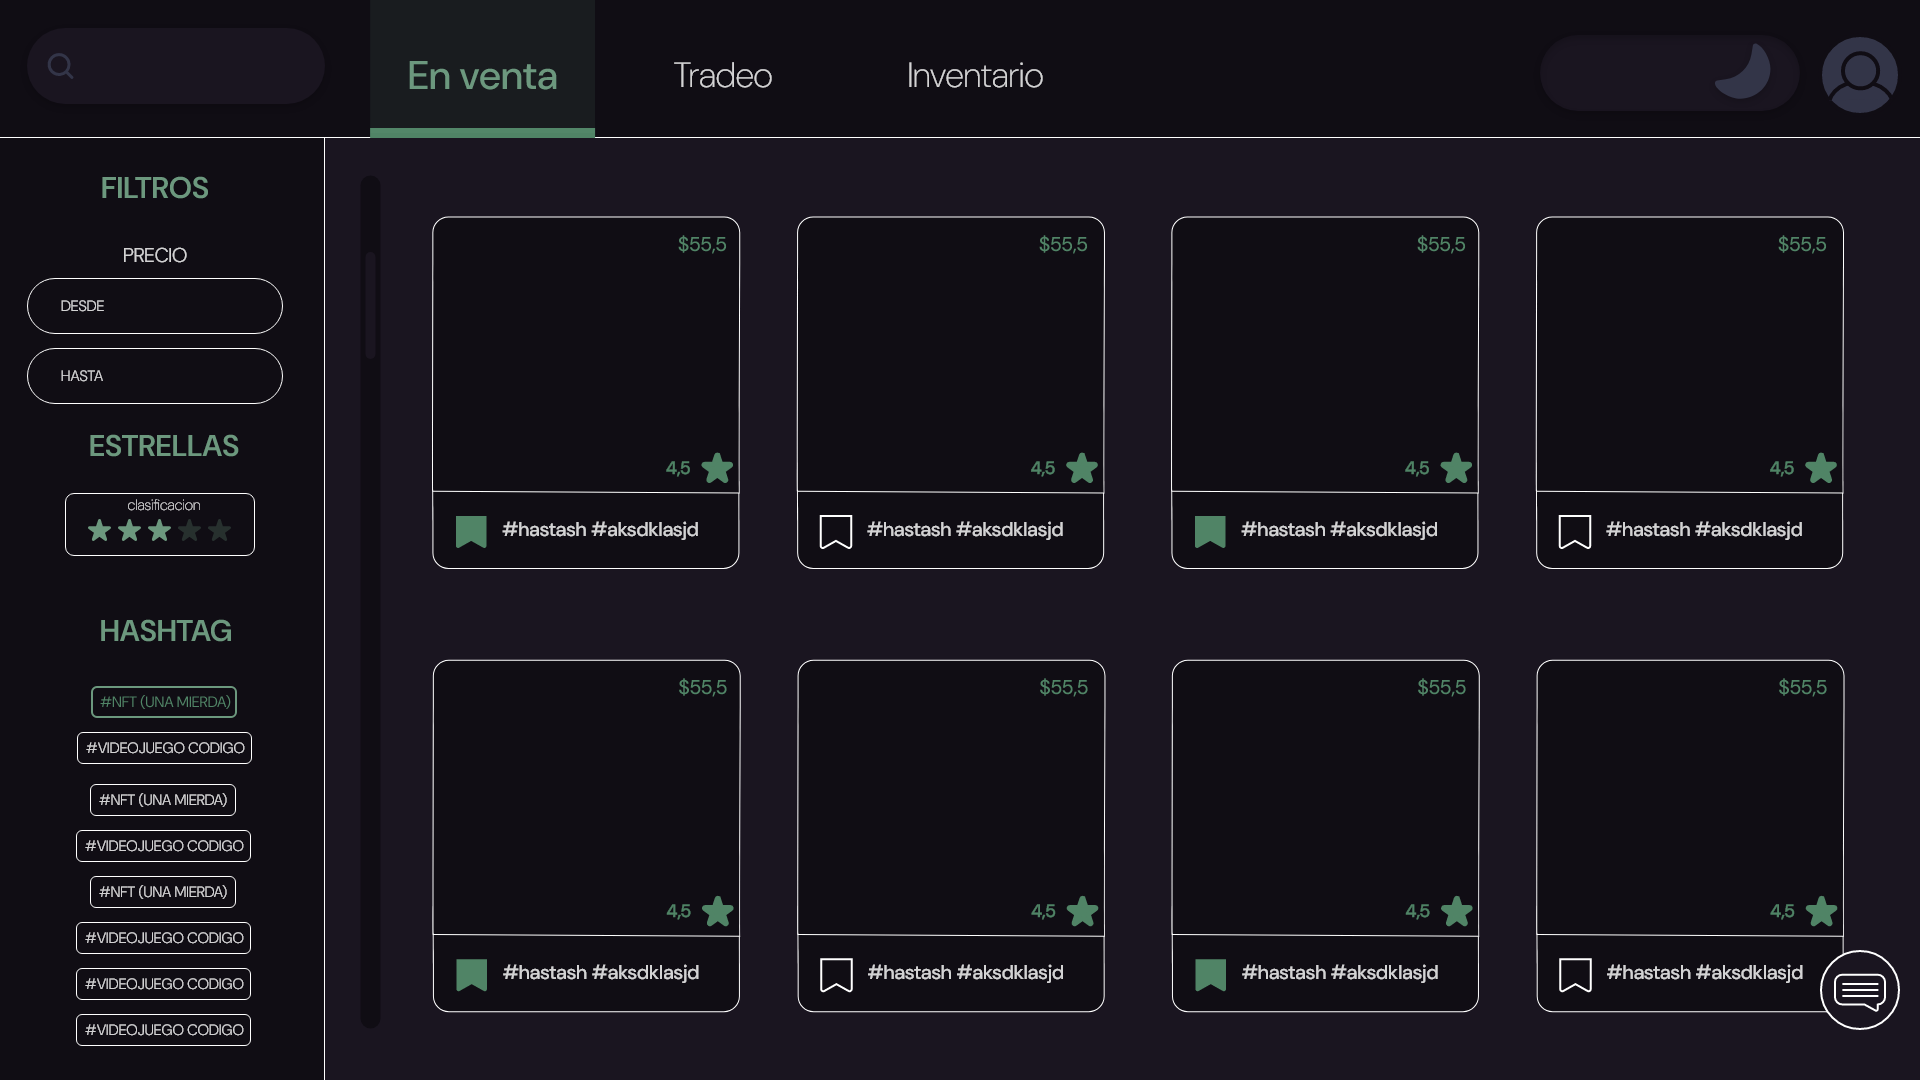 En venta
Tradeo
Inventario
FILTROS
PRECIO
DESDE
HASTA
ESTRELLAS
clasificacion
HASHTAG
#NFT (UNA MIERDA)
#VIDEOJUEGO CODIGO
#NFT (UNA MIERDA)
#VIDEOJUEGO CODIGO
#NFT (UNA MIERDA)
#VIDEOJUEGO CODIGO
#VIDEOJUEGO CODIGO
#VIDEOJUEGO CODIGO
$55,5
4,5
#hastash #aksdklasjd
$55,5
4,5
#hastash #aksdklasjd
$55,5
4,5
#hastash #aksdklasjd
$55,5
4,5
#hastash #aksdklasjd
$55,5
4,5
#hastash #aksdklasjd
$55,5
4,5
#hastash #aksdklasjd
$55,5
4,5
#hastash #aksdklasjd
$55,5
4,5
#hastash #aksdklasjd